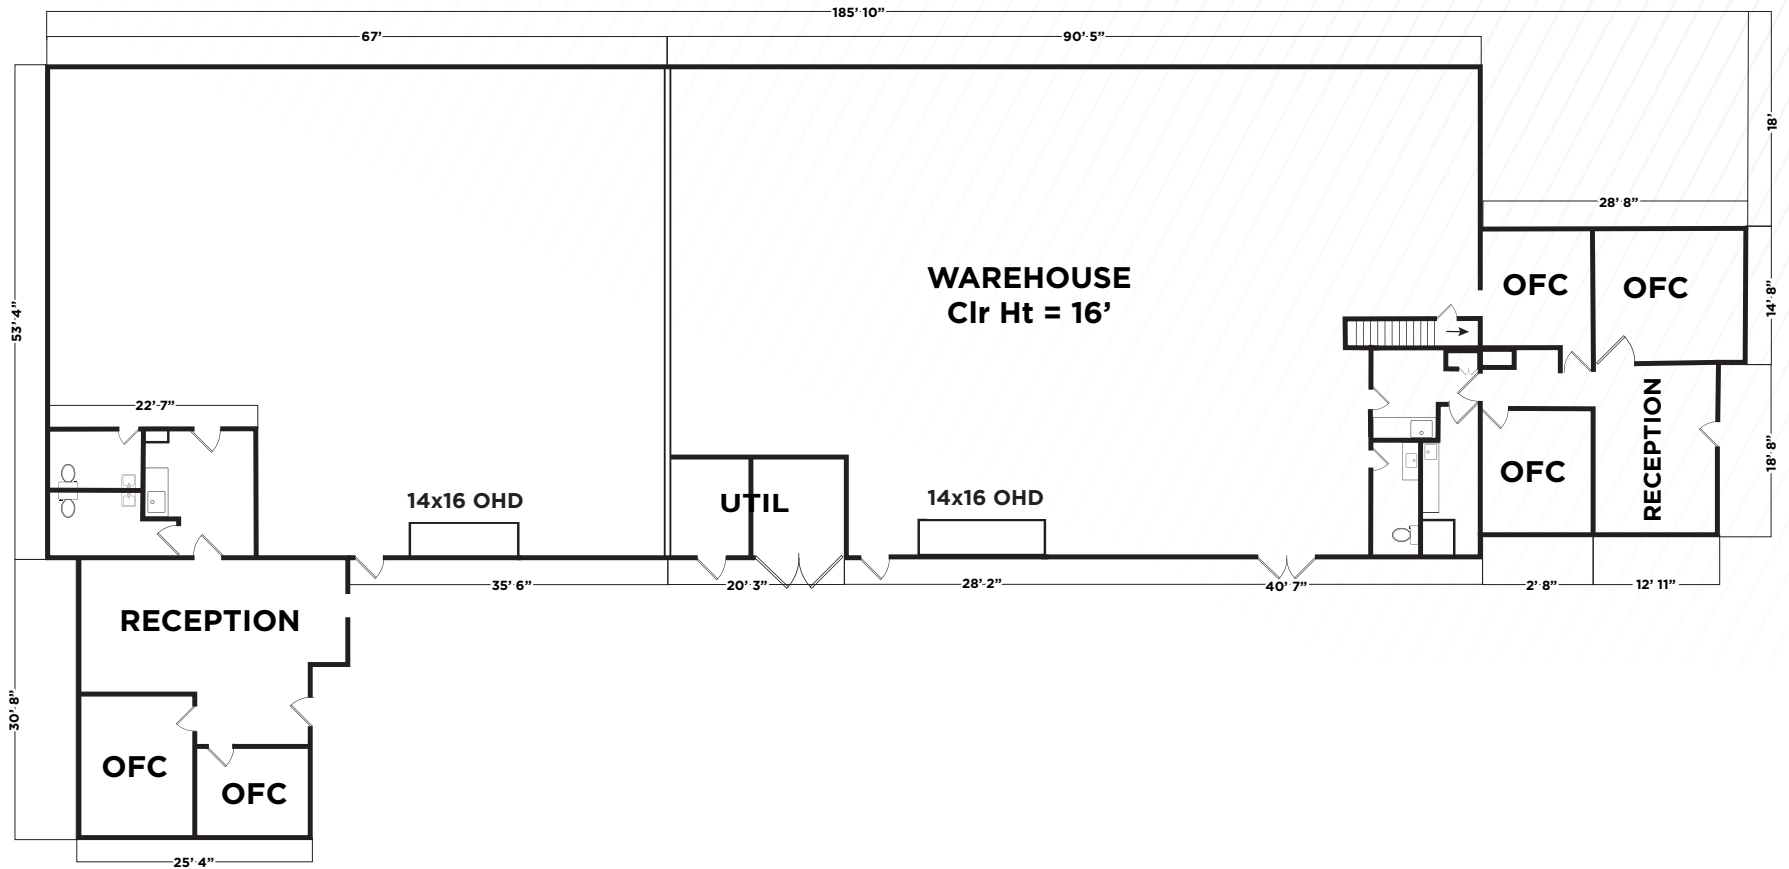 185’ 10”
67’
90’ 5”
18’
28’ 8”
WAREHOUSE
Clr Ht = 16’
OFC
OFC
14’ 8”
53’ 4”
22’ 7”
RECEPTION
18’ 8”
OFC
14x16 OHD
UTIL
14x16 OHD
35’ 6”
20’ 3”
28’ 2”
40’ 7”
2’ 8”
12’ 11”
RECEPTION
30’ 8”
OFC
OFC
25’ 4”